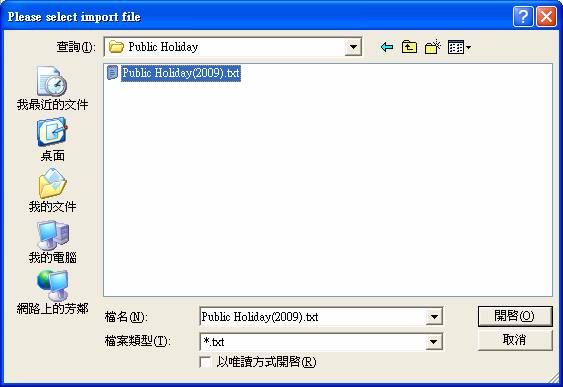 Please select import file
查詢(I):
Public Holiday
Public Holiday(2009).txt
我最近的文件
桌面
我的文件
我的電腦
網路上的芳鄰
檔名(N):
Public Holiday(2009).txt
開啓(O)
檔案類型(T):
*.txt
取消
以唯讀方式開啓(R)